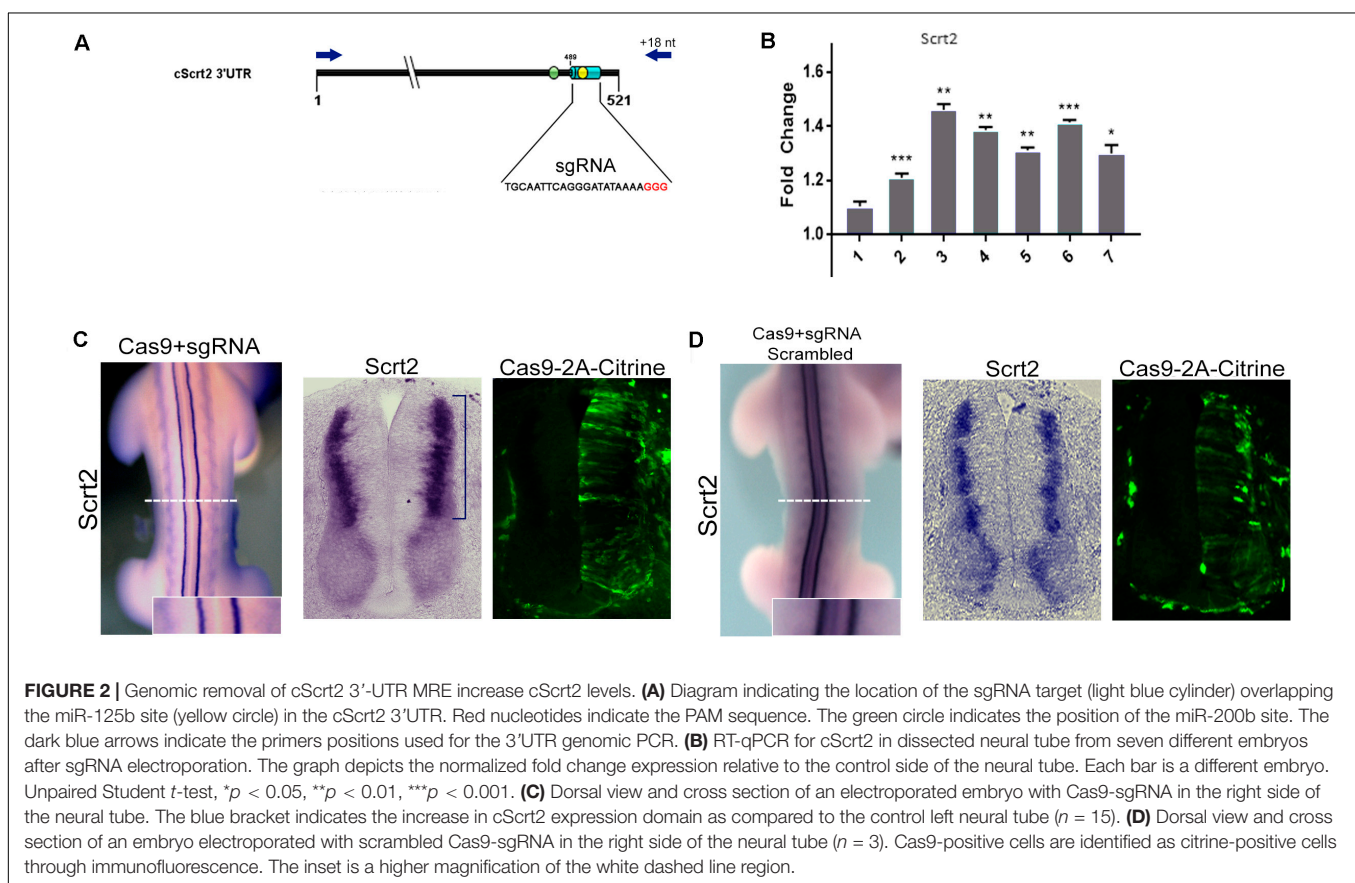 A
+18 nt
cScrt2 3'UTR
489
1
521
sgRNA
TGCAATTCAGGGATATAAAAGGG
B
Scrt2
Fold Change
1.6
1.4
1.2
1.0
***
**
**
**
***
*
1 2 3 4 5 6 7
C
Cas9+sgRNA
Scrt2
Scrt2
Cas9-2A-Citrine
D
Cas9+sgRNA
Scrambled
Scrt2
Scrt2
Cas9-2A-Citrine
FIGURE 2 | Genomic removal of cScrt2 3′-UTR MRE increase cScrt2 levels. (A) Diagram indicating the location of the sgRNA target (light blue cylinder) overlapping
the miR-125b site (yellow circle) in the cScrt2 3′UTR. Red nucleotides indicate the PAM sequence. The green circle indicates the position of the miR-200b site. The
dark blue arrows indicate the primers positions used for the 3′UTR genomic PCR. (B) RT-qPCR for cScrt2 in dissected neural tube from seven different embryos
after sgRNA electroporation. The graph depicts the normalized fold change expression relative to the control side of the neural tube. Each bar is a different embryo.
Unpaired Student t-test, *p < 0.05, **p < 0.01, ***p < 0.001. (C) Dorsal view and cross section of an electroporated embryo with Cas9-sgRNA in the right side of
the neural tube. The blue bracket indicates the increase in cScrt2 expression domain as compared to the control left neural tube (n = 15). (D) Dorsal view and cross
section of an embryo electroporated with scrambled Cas9-sgRNA in the right side of the neural tube (n = 3). Cas9-positive cells are identified as citrine-positive cells
through immunofluorescence. The inset is a higher magnification of the white dashed line region.